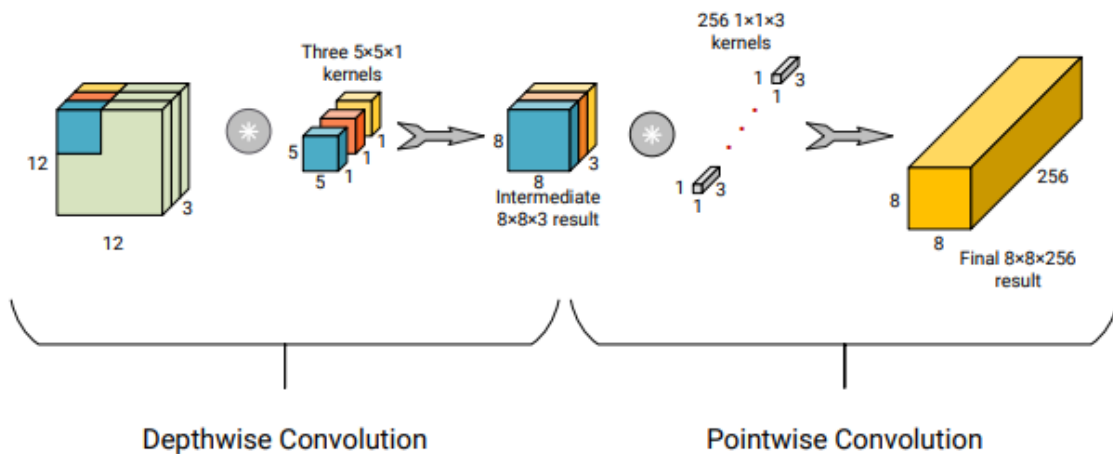 Three 5×5×1
kernels
256 1×1×3
kernels
12
12
3
5
5
1
1
1
8
8
3
Intermediate
8×8×3 result
1
1
3
1
1
3
8
8
256
Final 8×8×256
result
Depthwise Convolution
Pointwise Convolution